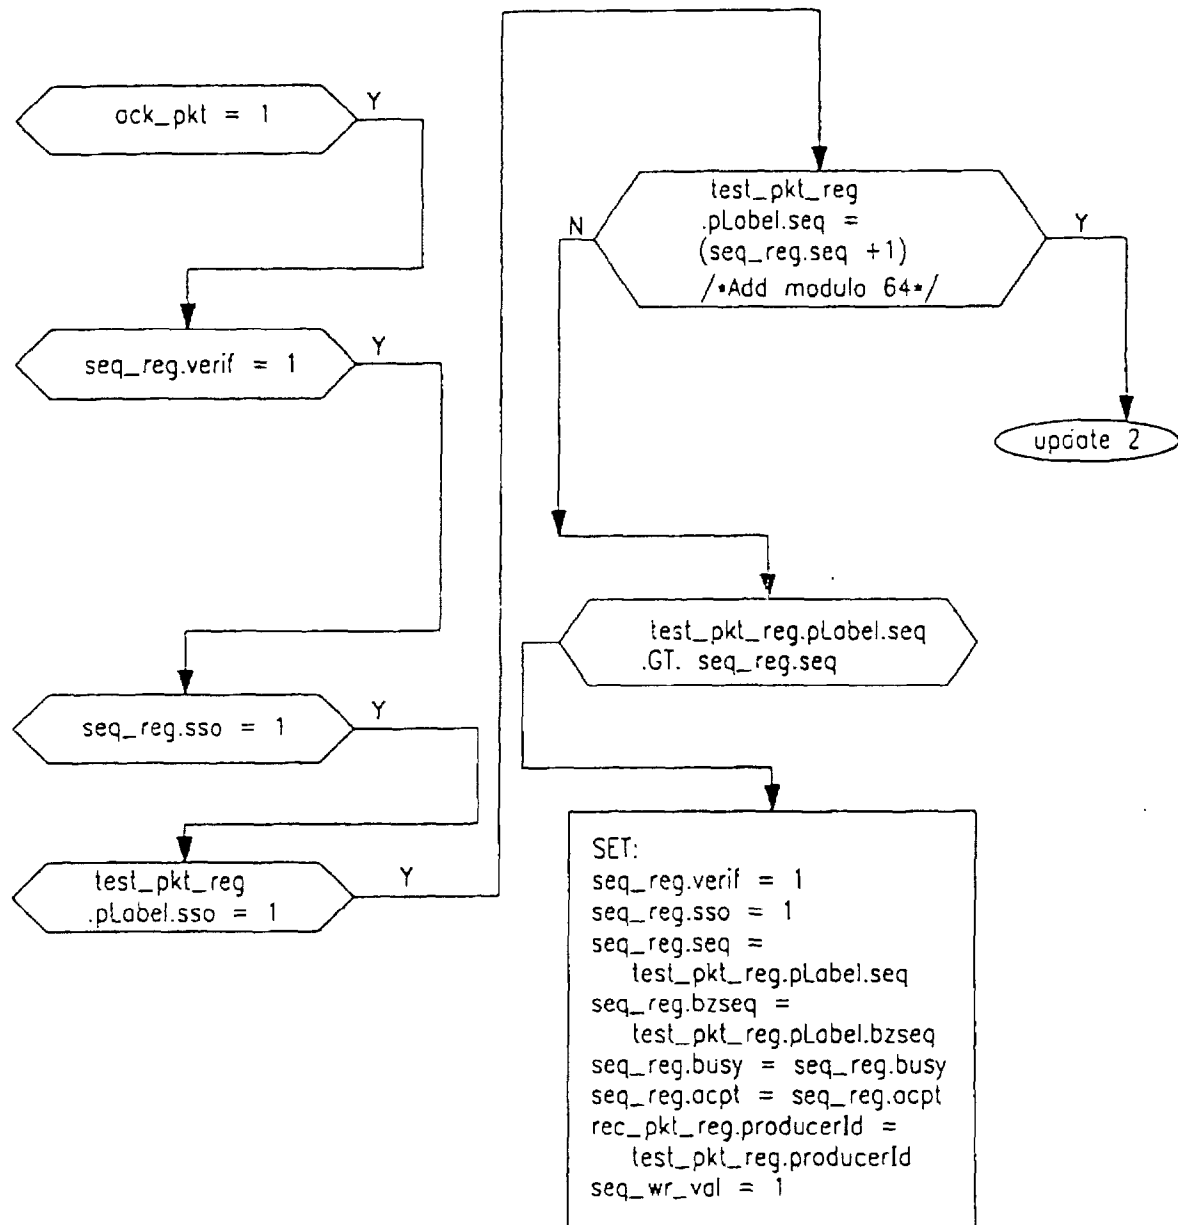 ack_pkt = 1
Y
seq_reg.verif = 1
Y
seq_reg.sso = 1
Y
test_pkt_reg
.pLabel.sso = 1
Y
test_pkt_reg
.pLabel.seq =
(seq_reg.seq +1)
/*Add modulo 64*/
N
Y
update 2
test_pkt_reg.pLabel.seq
.GT. seq_reg.seq
SET:
seq_reg.verif = 1
seq_reg.sso = 1
seq_reg.seq =
test_pkt_reg.pLabel.seq
seq_reg.bzseq =
test_pkt_reg.pLabel.bzseq
seq_reg.busy = seq_reg.busy
seq_reg.acpt = seq_reg.acpt
rec_pkt_reg.producerId =
test_pkt_reg.producerId
seq_wr_val = 1